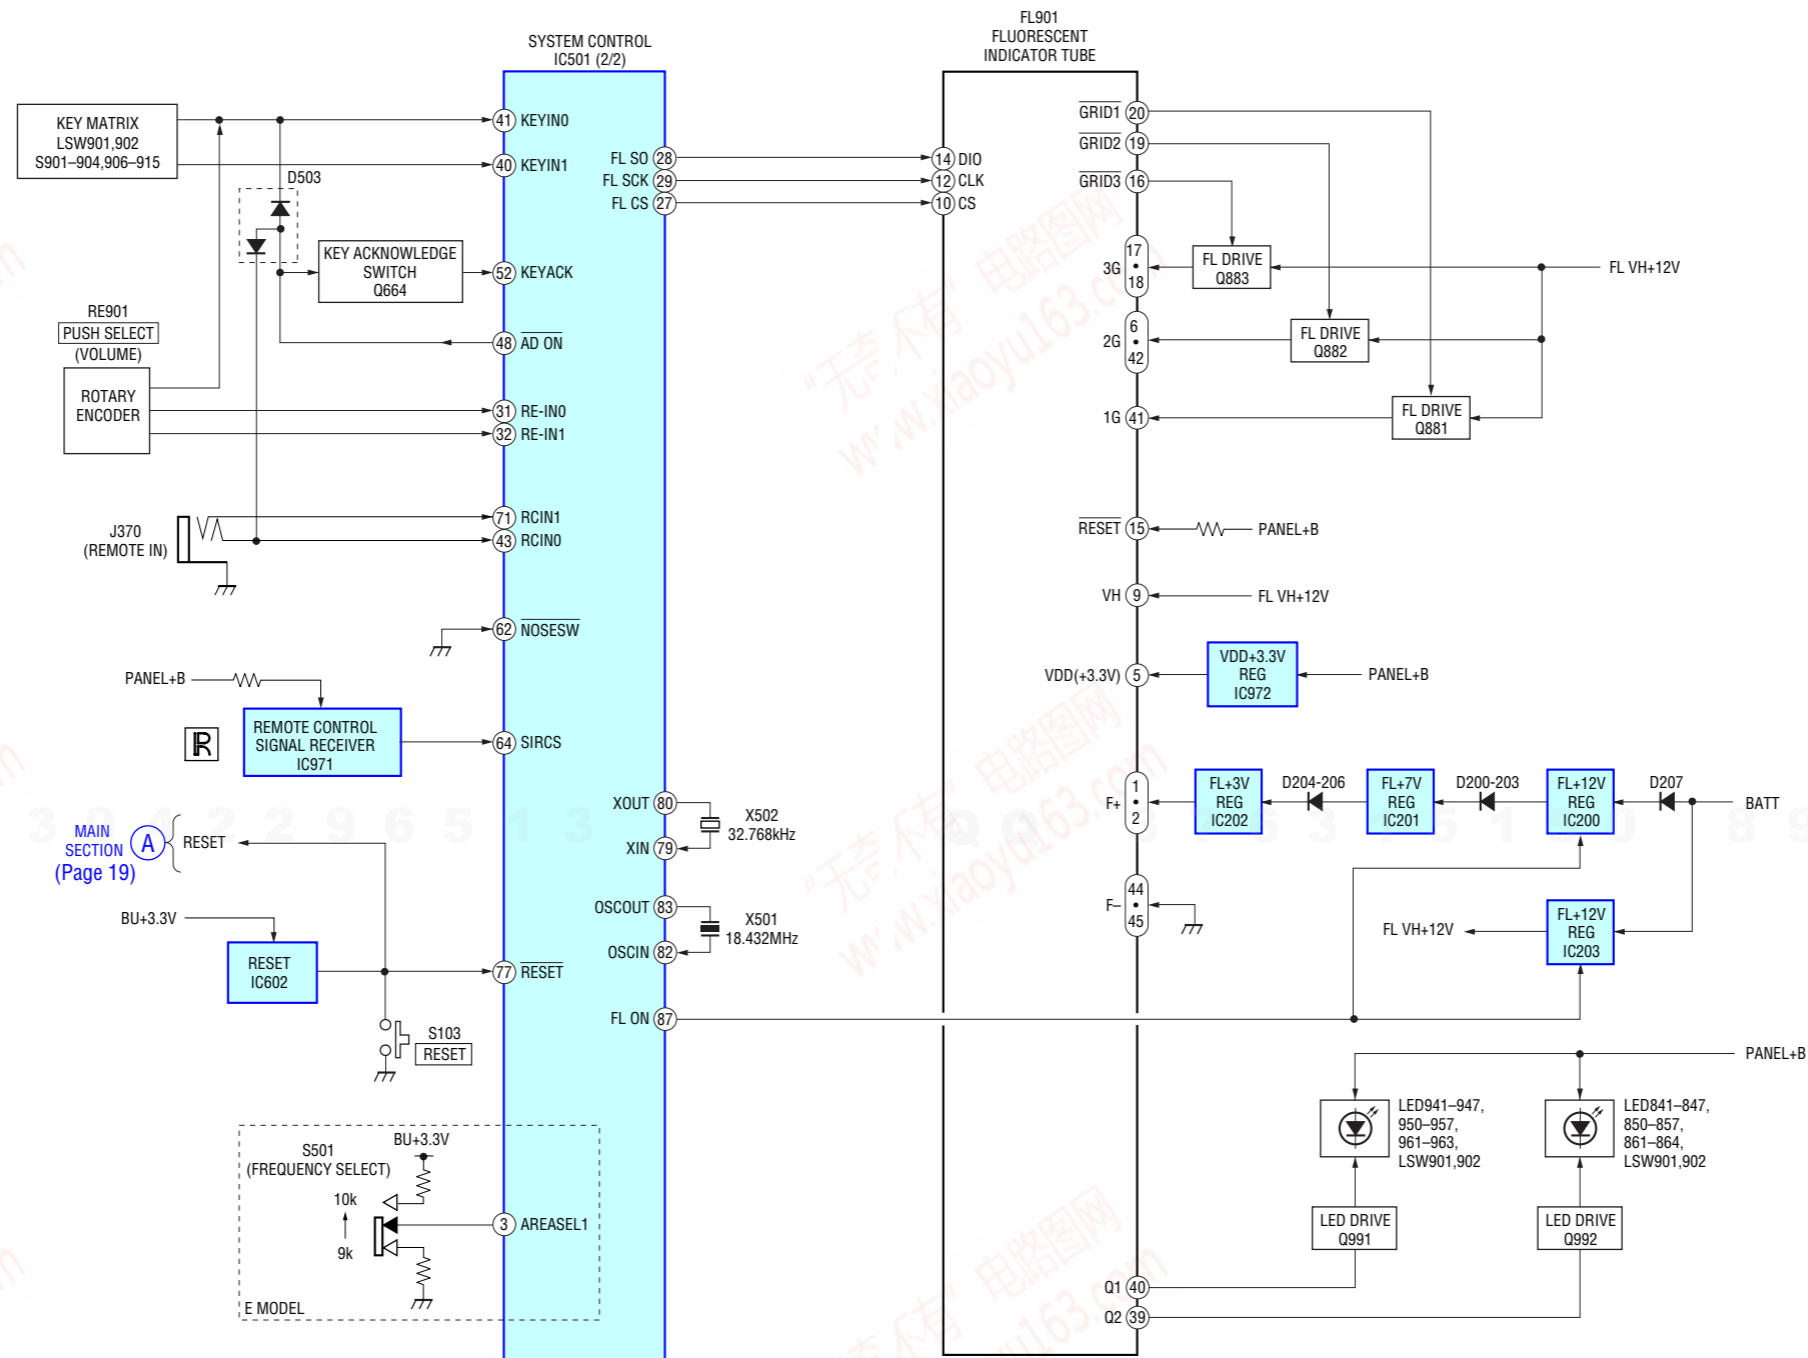 FL901
FLUORESCENT
INDICATOR TUBE
SYSTEM CONTROL
IC501 (2/2)
KEY MATRIX
LSW901,902
S901–904,906–915
41 KEYIN0
40 KEYIN1
D503
KEY ACKNOWLEDGE
SWITCH
Q664
52 KEYACK
48 AD ON
RE901
PUSH SELECT
(VOLUME)
ROTARY
ENCODER
31 RE-IN0
32 RE-IN1
J370
(REMOTE IN)
71 RCIN1
43 RCIN0
62 NOSESW
PANEL+B
R
REMOTE CONTROL
SIGNAL RECEIVER
IC971
64 SIRCS
MAIN
SECTION
(Page 19)
A
RESET
BU+3.3V
RESET
IC602
77 RESET
S103
RESET
S501
(FREQUENCY SELECT)
BU+3.3V
10k
9k
3 AREASEL1
E MODEL
FL SO 28
FL SCK 29
FL CS 27
XOUT 80
XIN 79
X502
32.768kHz
OSCOUT 83
OSCIN 82
X501
18.432MHz
FL ON 87
14 DIO
12 CLK
10 CS
GRID1 20
GRID2 19
GRID3 16
3G 17 • 18
FL DRIVE
Q883
FL VH+12V
2G 6 • 42
FL DRIVE
Q882
1G 41
FL DRIVE
Q881
RESET 15
PANEL+B
VH 9
FL VH+12V
VDD(+3.3V) 5
VDD+3.3V
REG
IC972
PANEL+B
F+ 1 • 2
FL+3V
REG
IC202
D204-206
FL+7V
REG
IC201
D200-203
FL+12V
REG
IC200
D207
BATT
F– 44 • 45
FL VH+12V
FL+12V
REG
IC203
PANEL+B
LED941–947,
950–957,
961–963,
LSW901,902
LED841–847,
850–857,
861–864,
LSW901,902
LED DRIVE
Q991
LED DRIVE
Q992
Q1 40
Q2 39
www.xiaoyu163.com